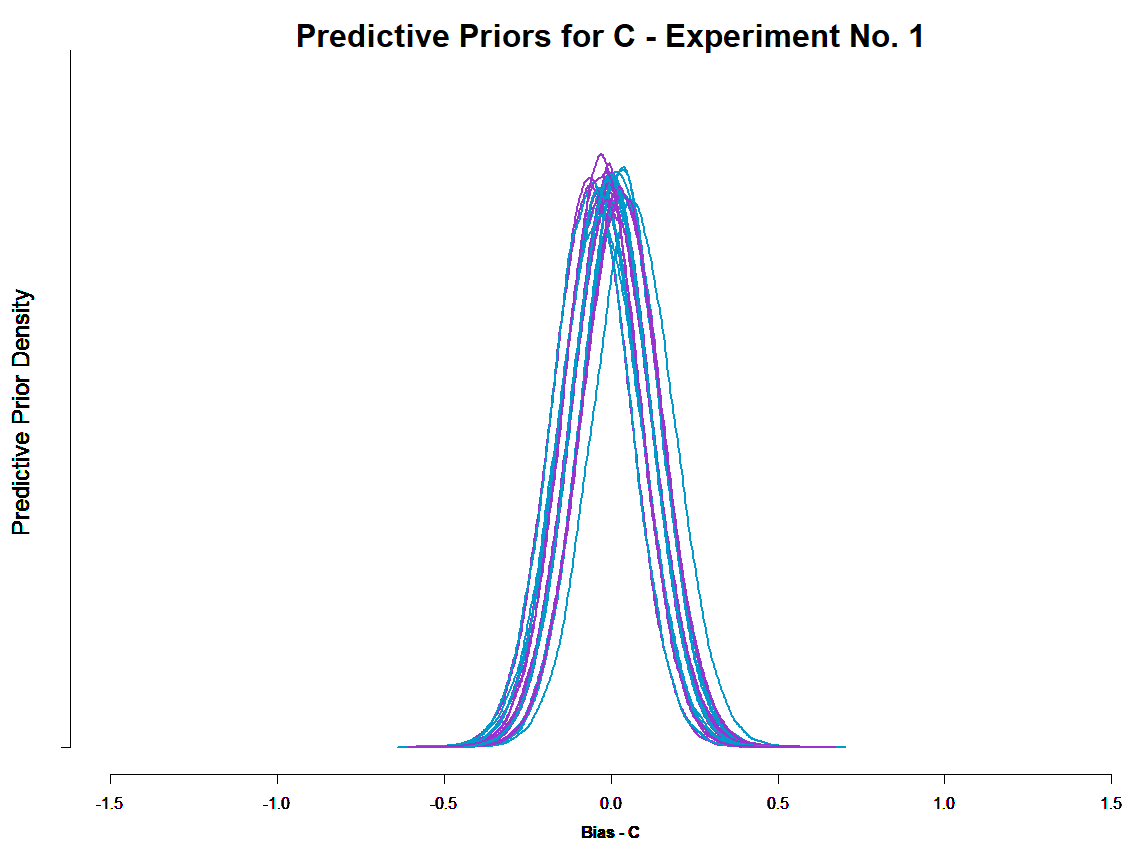 Predictive Priors for C - Experiment No. 1
Predictive Prior Density
-1.5 -1.0 -0.5 0.0 0.5 1.0 1.5
Bias - C